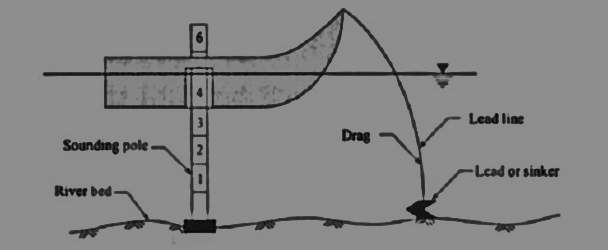 6
4
3
2
1
Sounding pole
River bed
Drag
Lead line
Lead or sinker